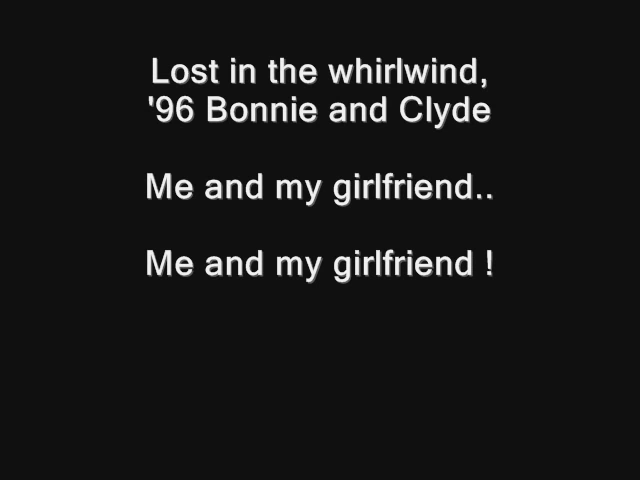 Lost in the whirlwind,
'96 Bonnie and Clyde
Me and my girlfriend..
Me and my girlfriend !